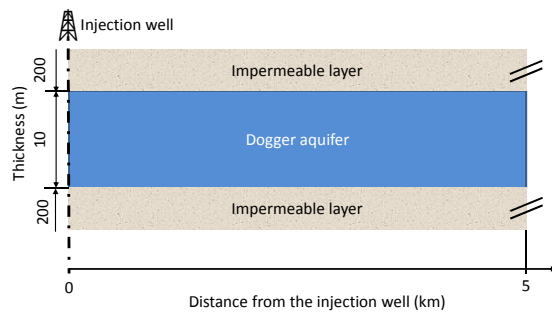 Injection well
200
Impermeable layer
Thickness (m)
10
Dogger aquifer
200
Impermeable layer
0
5
Distance from the injection well (km)